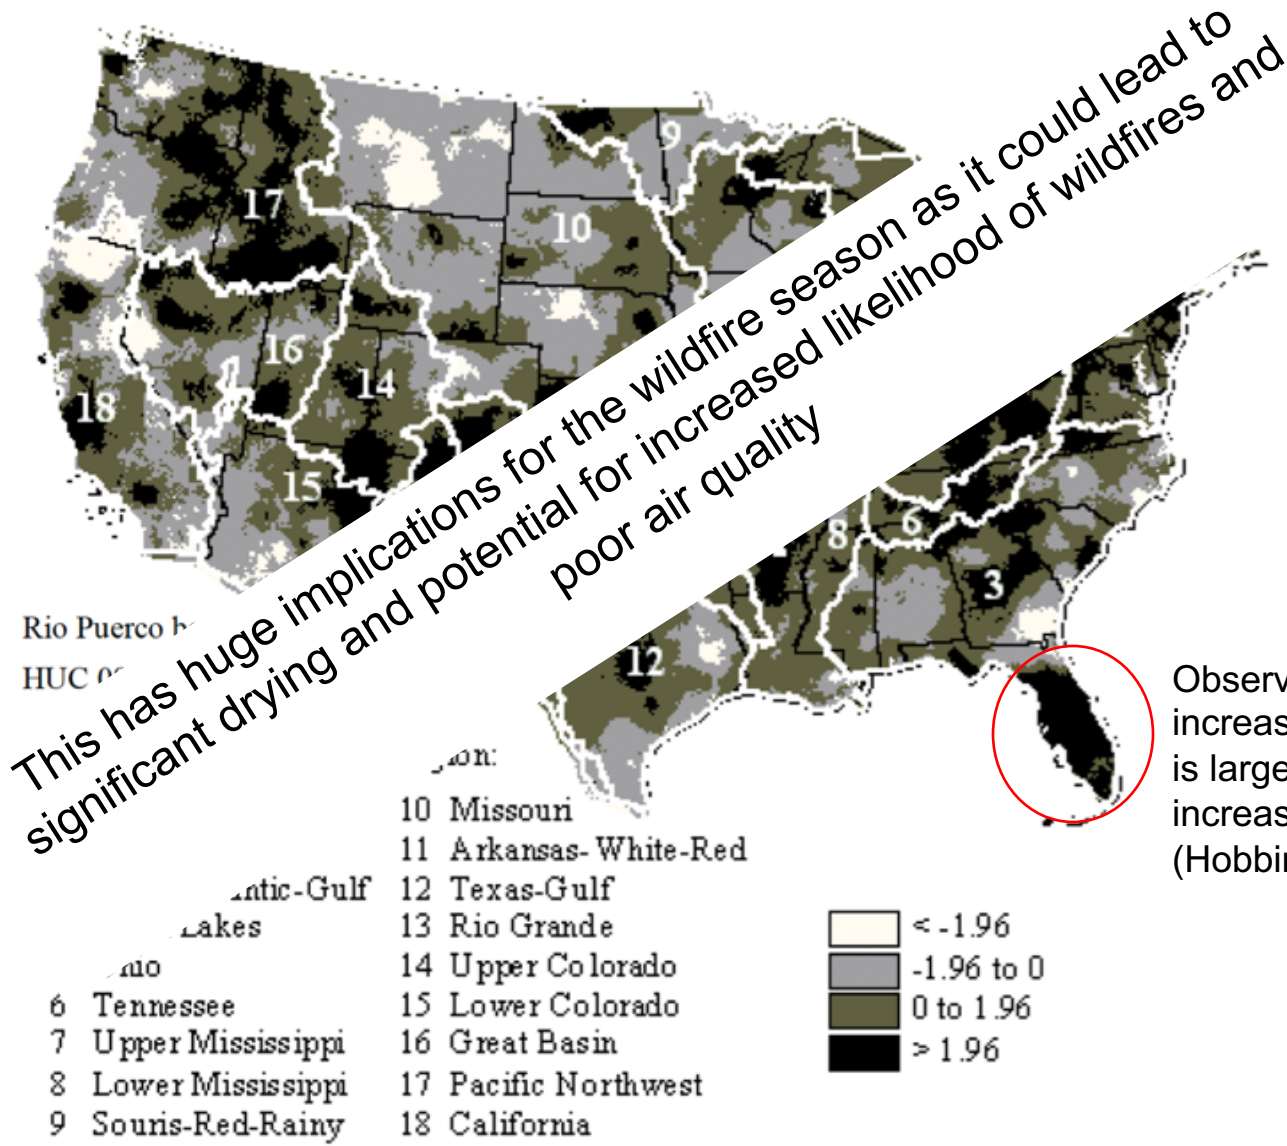 This has huge implications for the wildfire season as it could lead to
significant drying and potential for increased likelihood of wildfires and
poor air quality
9
17
10
16
14
18
15
8
6
3
12
Rio Puerco
HUC
10 Missouri
11 Arkansas-White-Red
-Gulf 12 Texas-Gulf
Lakes 13 Rio Grande
14 Upper Colorado
6 Tennessee 15 Lower Colorado
7 Upper Mississippi 16 Great Basin
8 Lower Mississippi 17 Pacific Northwest
9 Souris-Red-Rainy 18 California
< -1.96
-1.96 to 0
0 to 1.96
> 1.96
is large